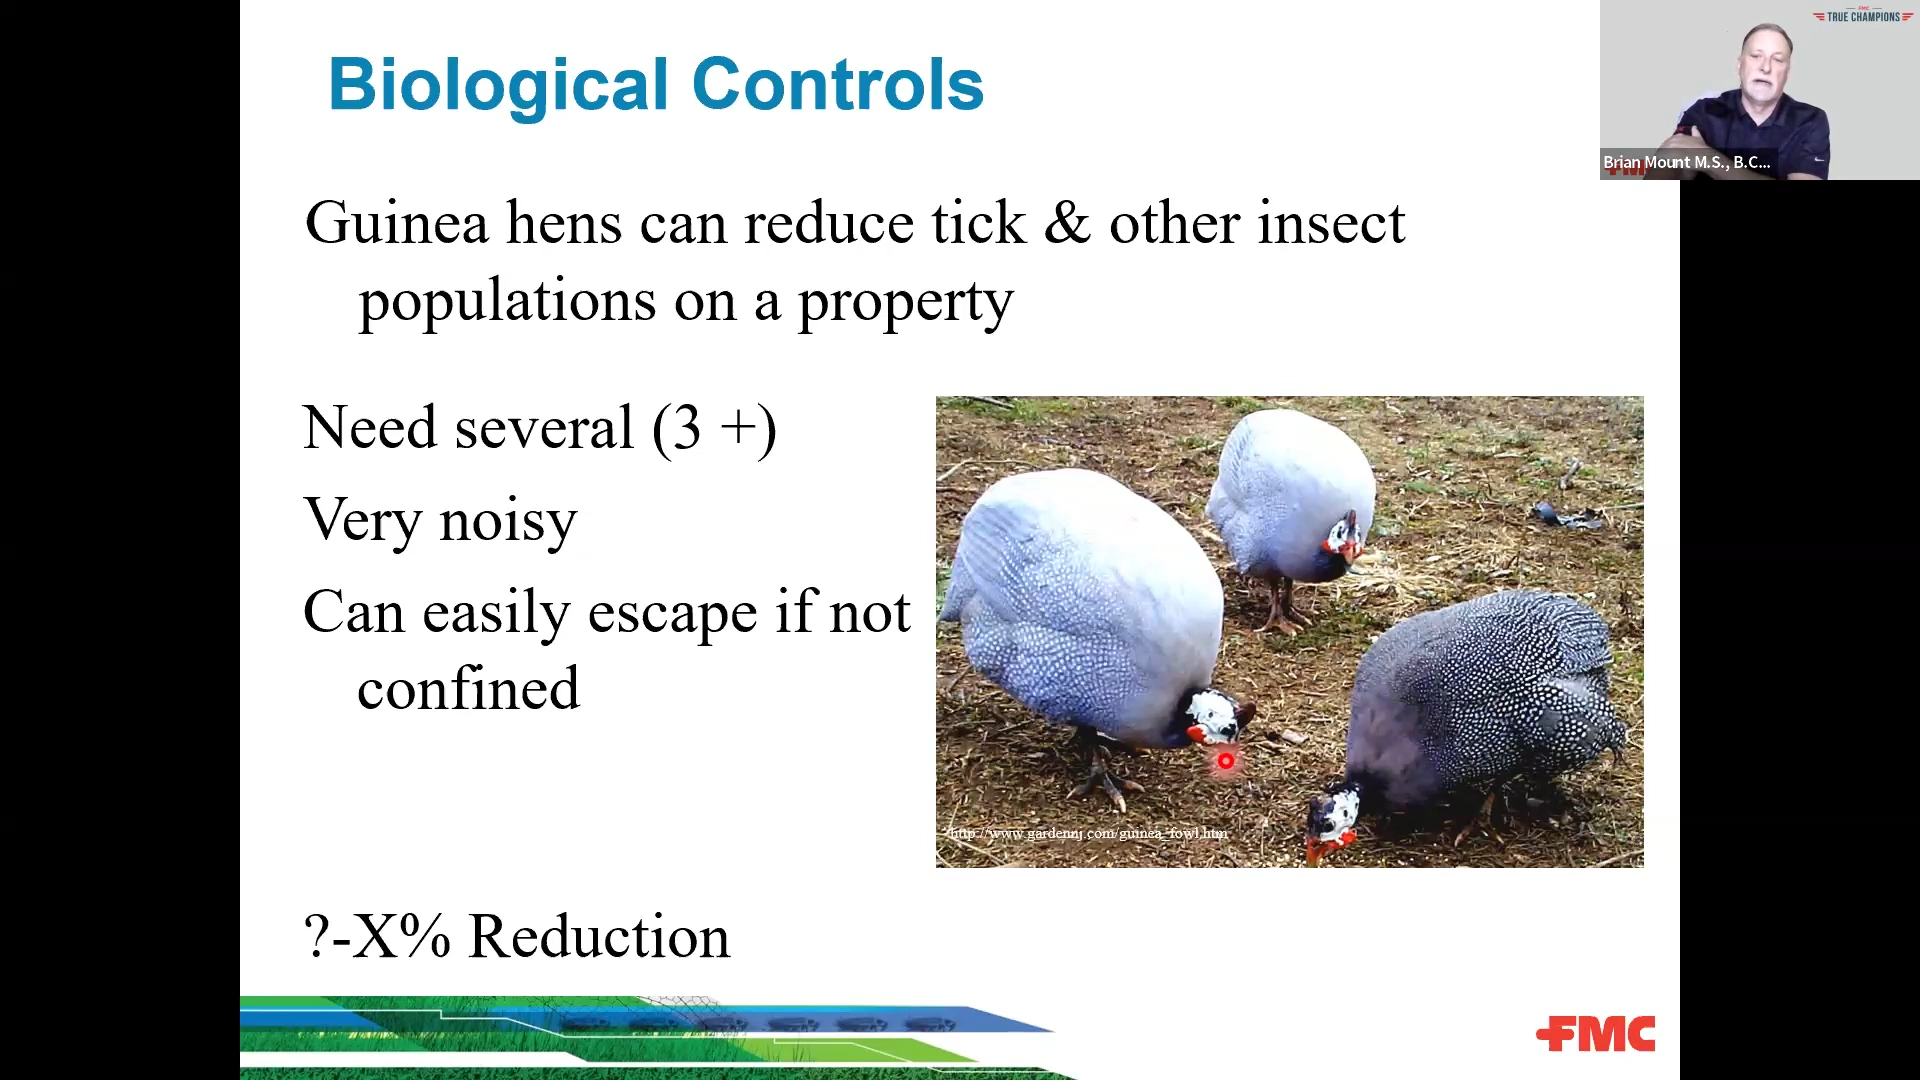 Biological Controls
FMC
TRUE CHAMPIONS
Brian Mount M.S., B.C...
Guinea hens can reduce tick & other insect
populations on a property
Need several (3 +)
Very noisy
Can easily escape if not
confined
http://www.gardennj.com/guinea_fowl.htm
?-X% Reduction
FMC